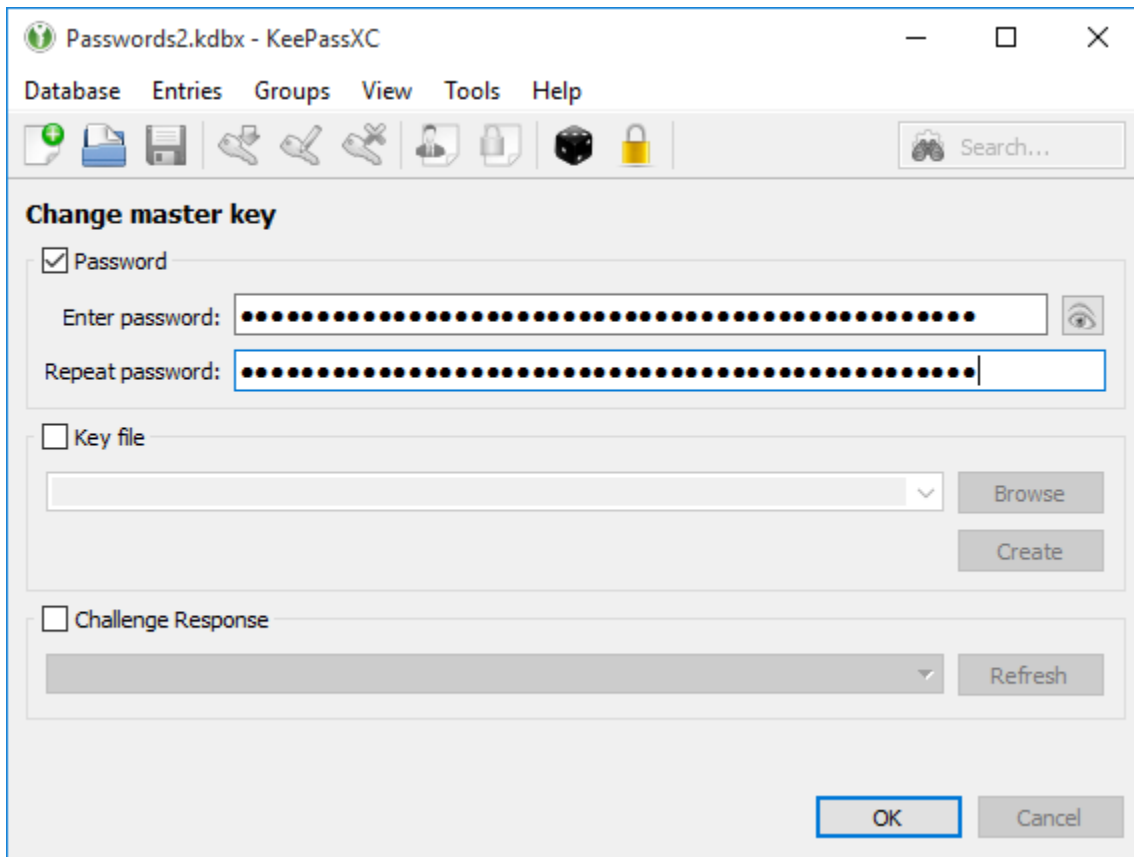 Passwords2.kdbx - KeePassXC
Database Entries Groups View Tools Help
Search...
Change master key
Password
Enter password: ●●●●●●●●●●●●●●●●●●●●●●●●●●●●●●●●●●●●●●●●●●●●●●●●●●●●●●●●●●
Repeat password: ●●●●●●●●●●●●●●●●●●●●●●●●●●●●●●●●●●●●●●●●●●●●●●●●●●●●●●●●●●
Key file
Browse
Create
Challenge Response
Refresh
OK Cancel